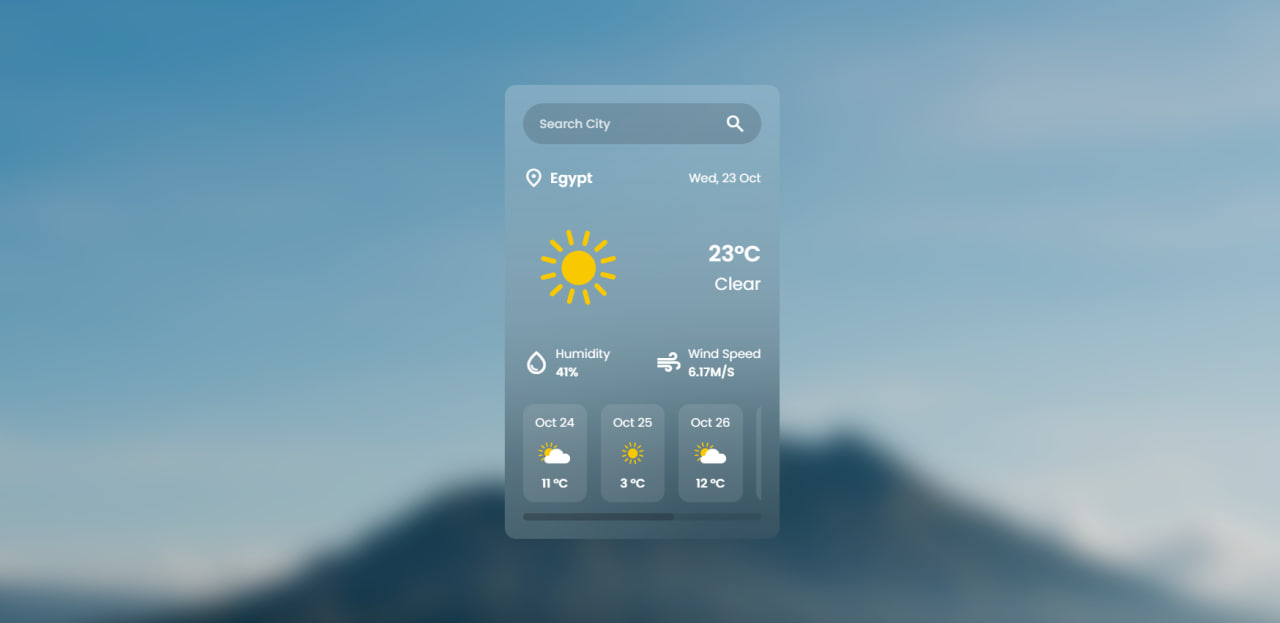 Search City
Egypt
Wed, 23 Oct
23°C
Clear
Humidity
41%
Wind Speed
6.17M/S
Oct 24
11 °C
Oct 25
3 °C
Oct 26
12 °C